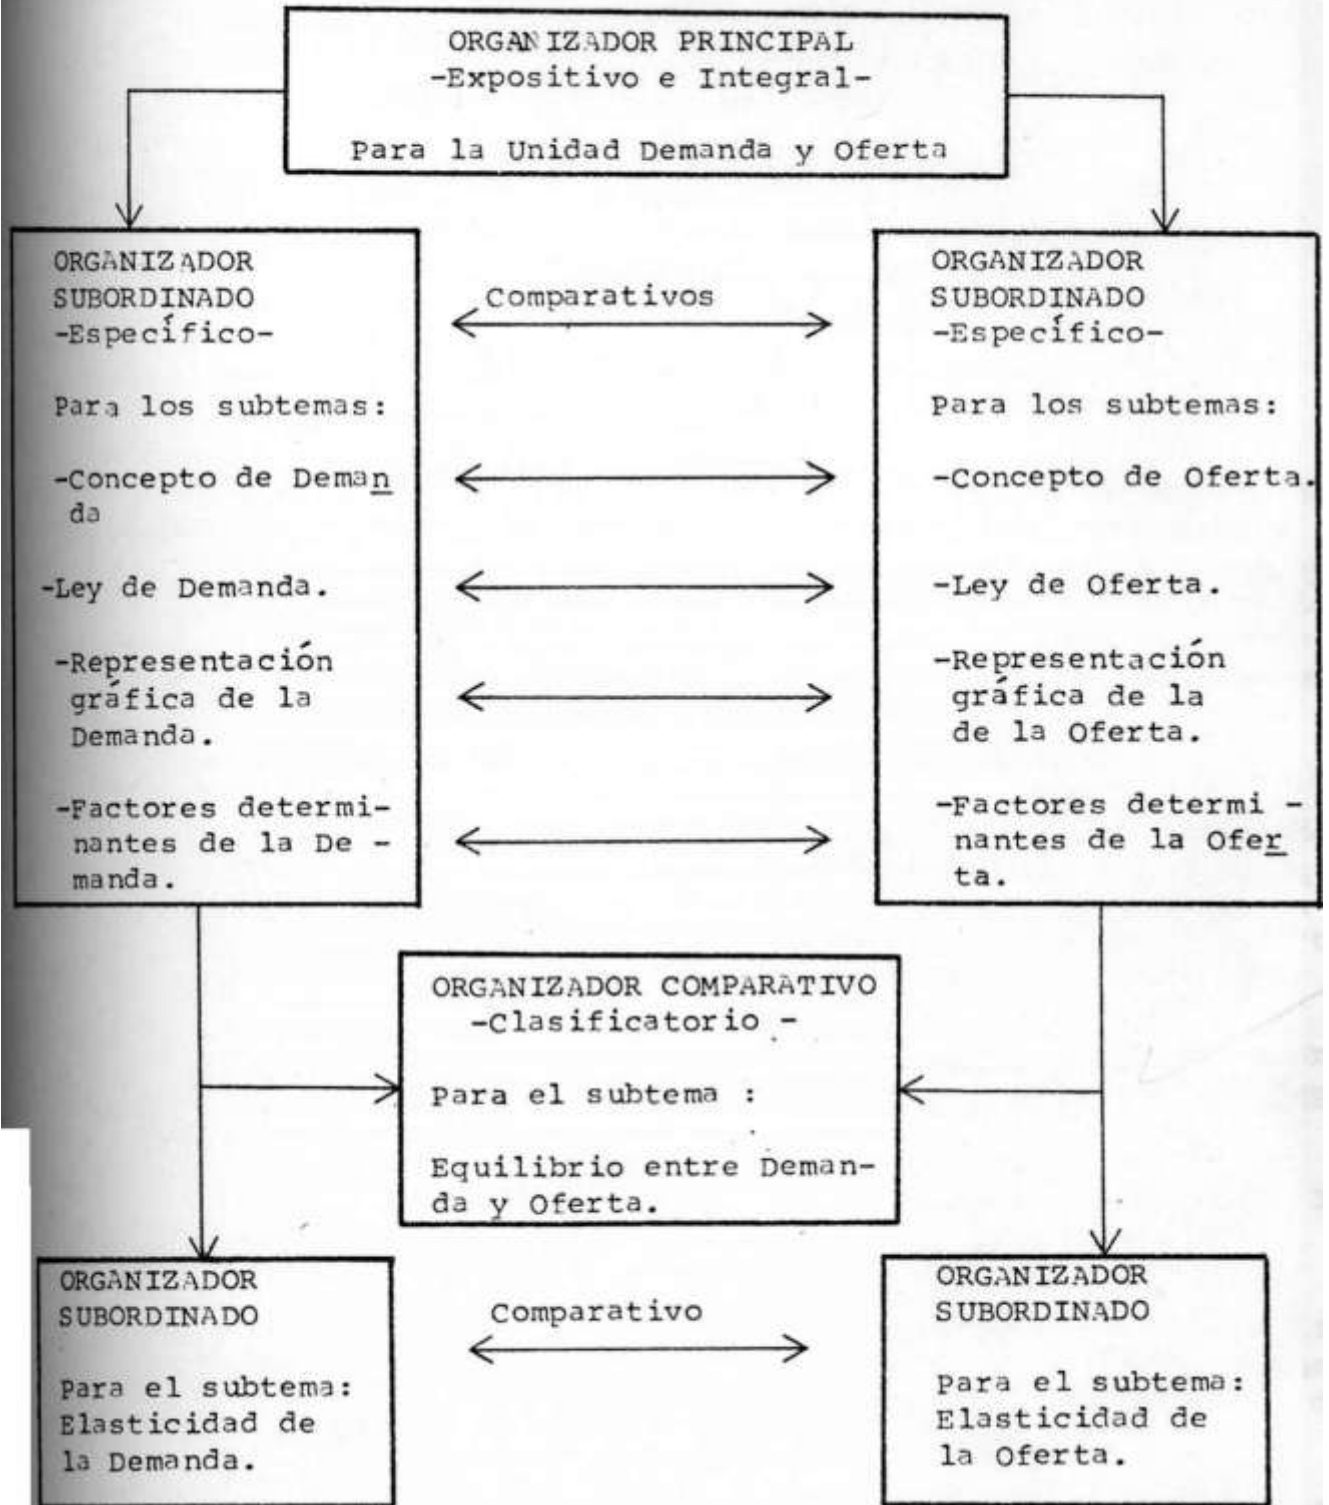 ORGANIZADOR PRINCIPAL
-Expositivo e Integral-
Para la Unidad Demanda y Oferta
ORGANIZADOR
SUBORDINADO
-Específico-
Para los subtemas:
-Concepto de Deman
da
-Ley de Demanda.
-Representación
gráfica de la
Demanda.
-Factores determi-
nantes de la De -
manda.
Comparativos
ORGANIZADOR
SUBORDINADO
-Específico-
Para los subtemas:
-Concepto de Oferta.
-Ley de Oferta.
-Representación
gráfica de la
de la Oferta.
-Factores determi -
nantes de la Ofer
ta.
ORGANIZADOR COMPARATIVO
-Clasificatorio -
Para el subtema :
Equilibrio entre Deman-
da y Oferta.
ORGANIZADOR
SUBORDINADO
Para el subtema:
Elasticidad de
la Demanda.
Comparativo
ORGANIZADOR
SUBORDINADO
Para el subtema:
Elasticidad de
la Oferta.